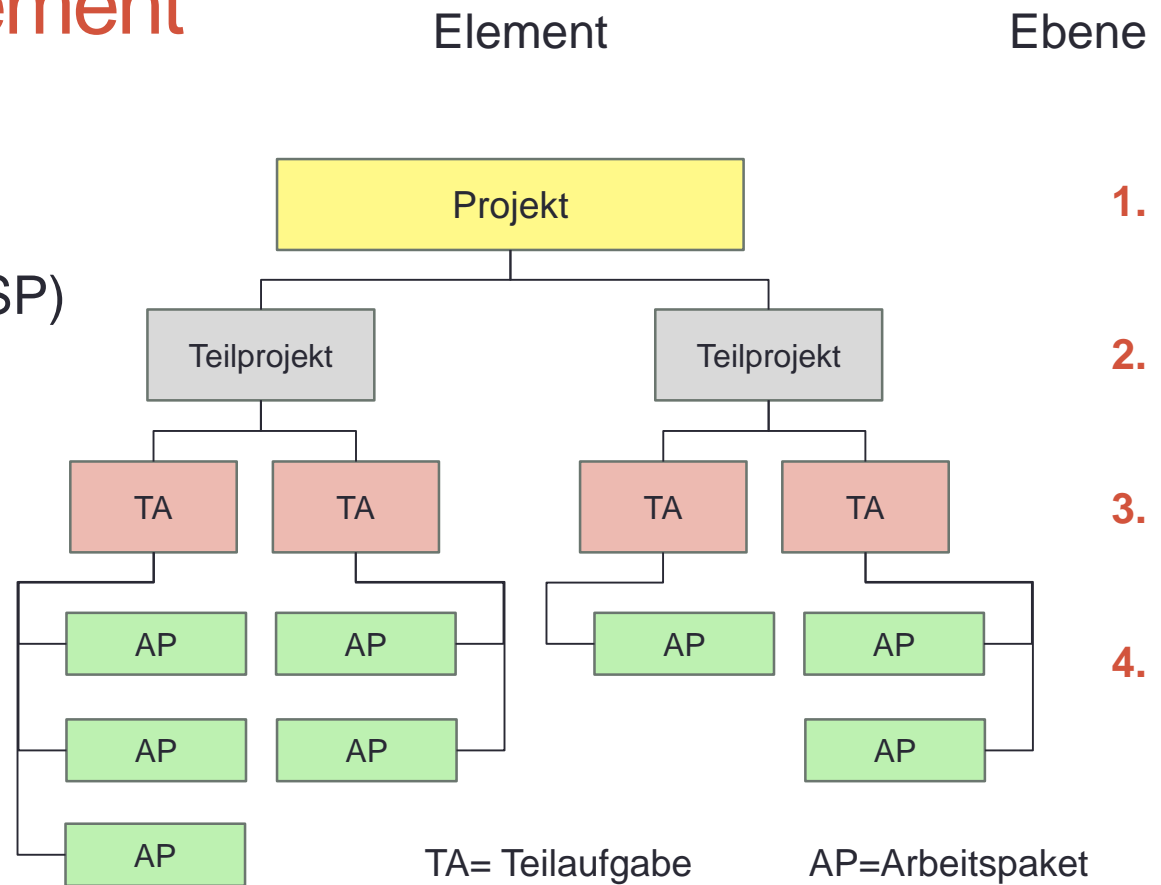 ement
Element Ebene
Projekt 1.
SP)
Teilprojekt Teilprojekt 2.
TA TA TA TA 3.
AP AP AP AP 4.
AP AP AP
AP
TA= Teilaufgabe AP=Arbeitspaket